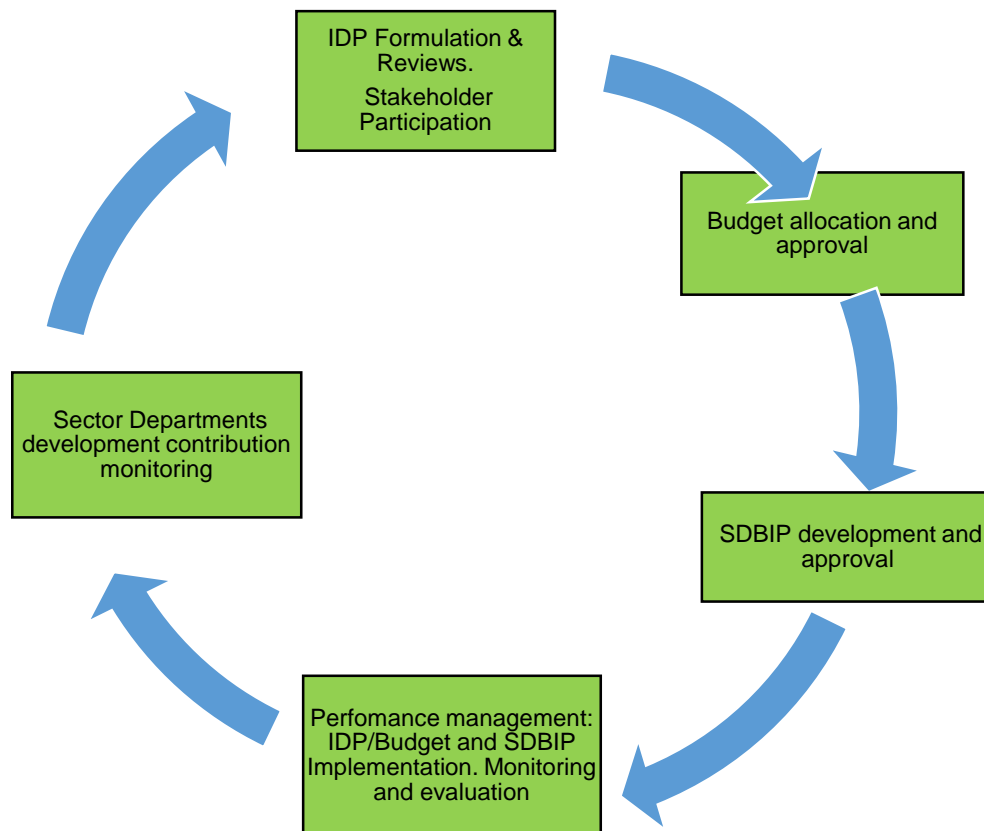 IDP Formulation &
Reviews.
Stakeholder
Participation
Budget allocation and
approval
SDBIP development and
approval
Perfomance management:
IDP/Budget and SDBIP
Implementation. Monitoring
and evaluation
Sector Departments
development contribution
monitoring